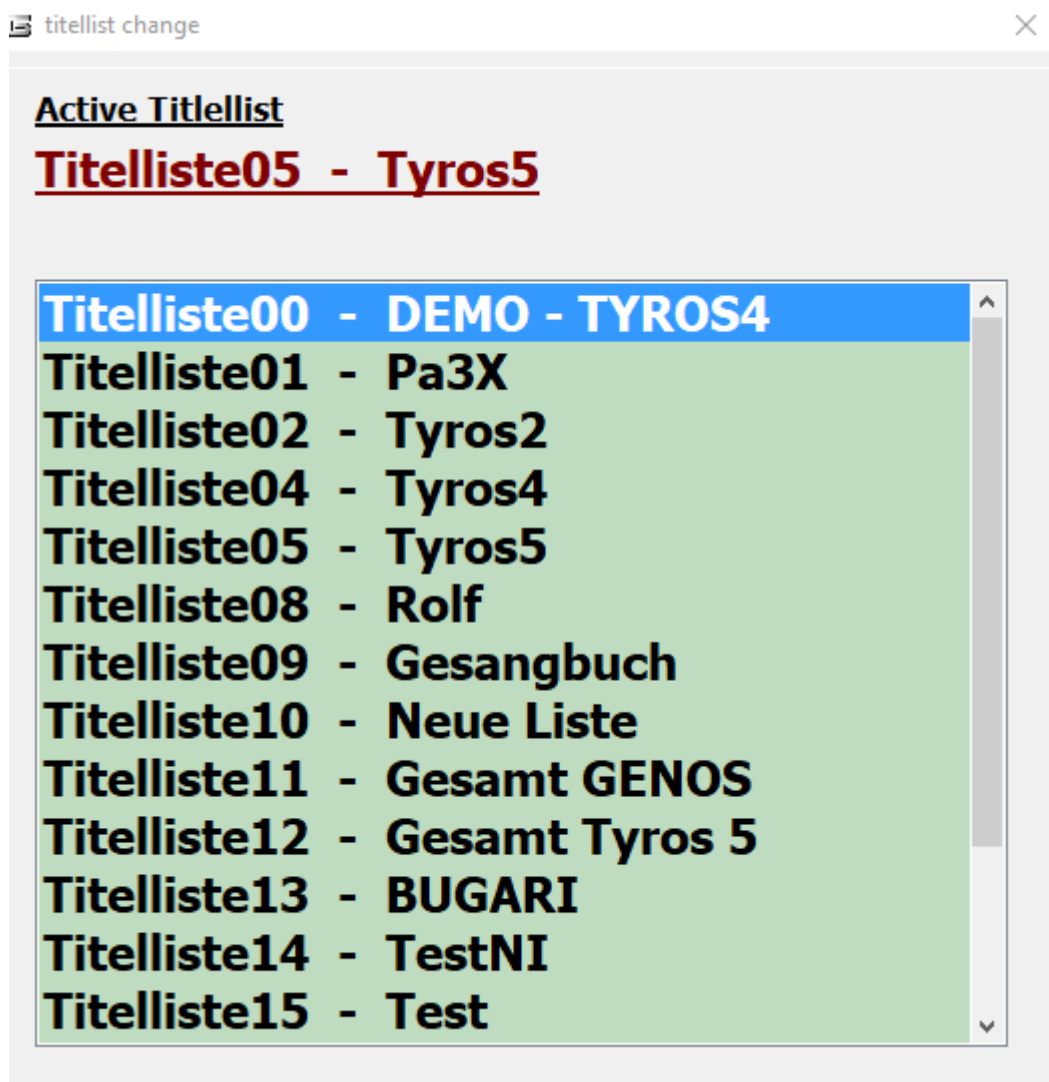 titellist change
Active Titlellist
Titelliste05 - Tyros5
Titelliste00 - DEMO - TYROS4
Titelliste01 - Pa3X
Titelliste02 - Tyros2
Titelliste04 - Tyros4
Titelliste05 - Tyros5
Titelliste08 - Rolf
Titelliste09 - Gesangbuch
Titelliste10 - Neue Liste
Titelliste11 - Gesamt GENOS
Titelliste12 - Gesamt Tyros 5
Titelliste13 - BUGARI
Titelliste14 - TestNI
Titelliste15 - Test